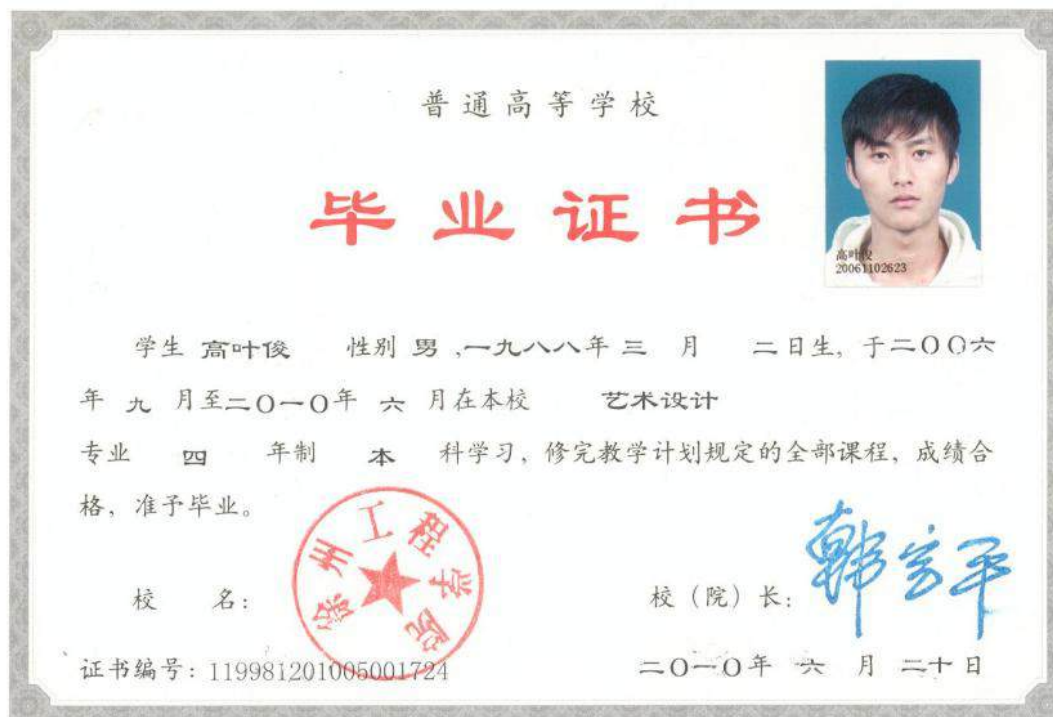 普通高等学校
毕业证书
高叶俊
20061102623
学生 高叶俊 性别 男 ,一九八八年 三 月 二日生, 于二〇〇六
年 九 月至二〇一〇年 六 月在本校 艺术设计
专业 四 年制 本 科学习, 修完教学计划规定的全部课程, 成绩合
格, 准予毕业。
徐州工程学院
校 名:
校(院)长:
证书编号: 119981201005001724
二〇一〇年 六 月 二十日